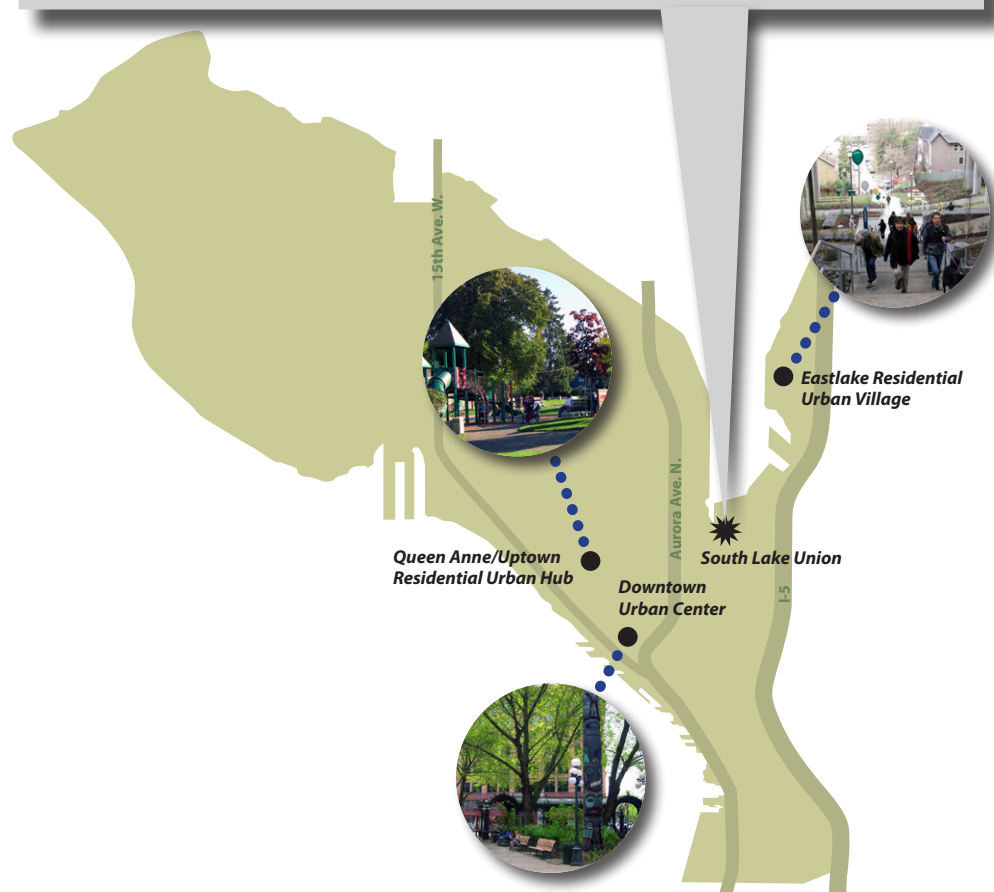 15th Ave. W.
Eastlake Residential
Urban Village
Aurora Ave. N.
Queen Anne/Uptown
Residential Urban Hub
South Lake Union
Downtown
Urban Center
I-5